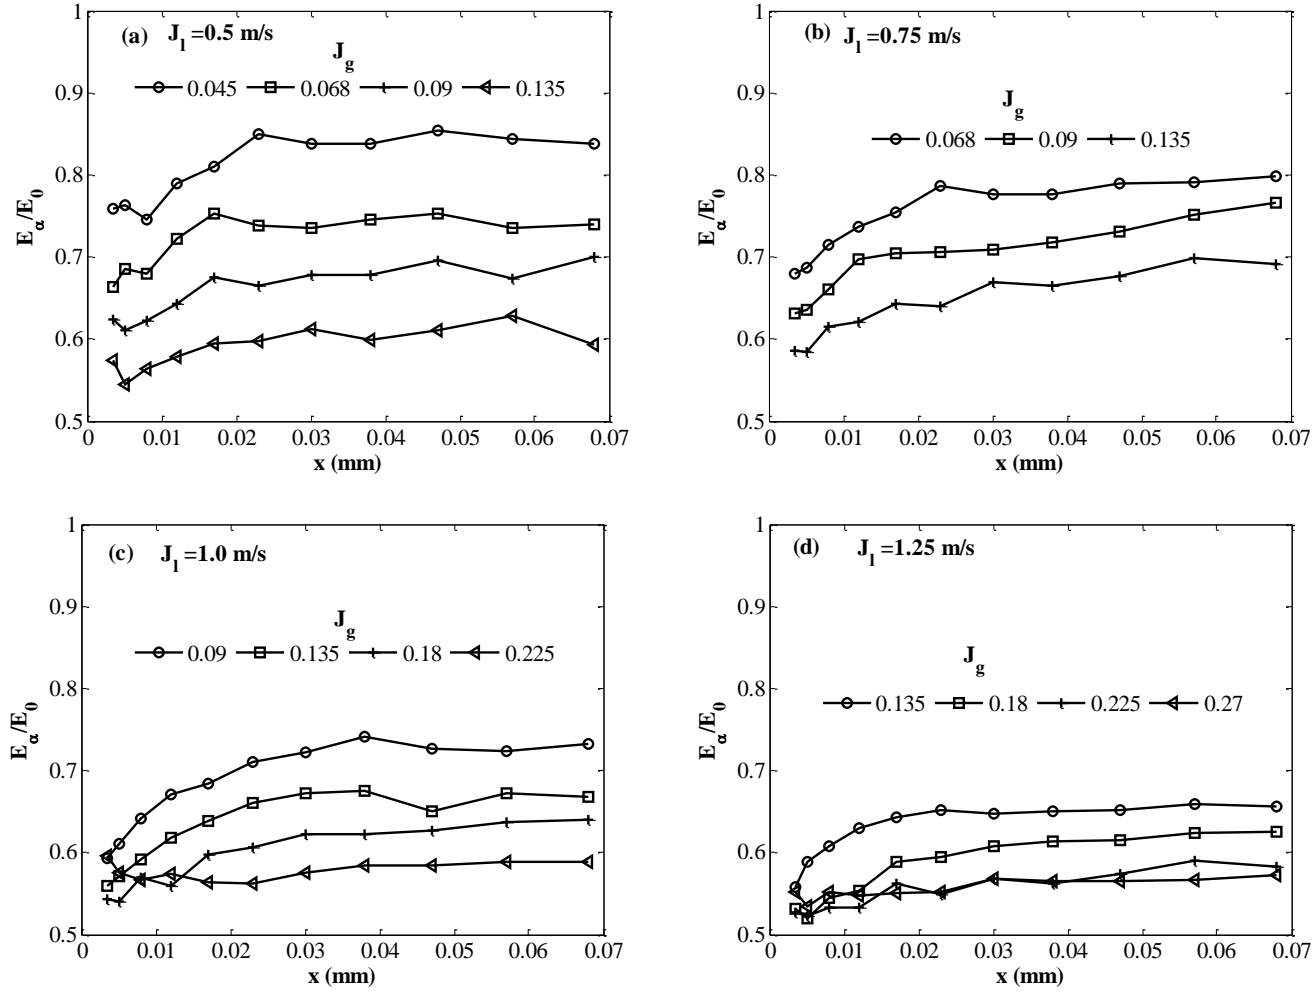 (a) J_l =0.5 m/s
J_g
0.045 0.068 0.09 0.135
1
0.9
0.8
0.7
0.6
0.5
E_α/E_0
0 0.01 0.02 0.03 0.04 0.05 0.06 0.07
x (mm)
(b) J_l =0.75 m/s
J_g
0.068 0.09 0.135
1
0.9
0.8
0.7
0.6
0.5
E_α/E_0
0 0.01 0.02 0.03 0.04 0.05 0.06 0.07
x (mm)
(c) J_l =1.0 m/s
J_g
0.09 0.135 0.18 0.225
1
0.9
0.8
0.7
0.6
0.5
E_α/E_0
0 0.01 0.02 0.03 0.04 0.05 0.06 0.07
x (mm)
(d) J_l =1.25 m/s
J_g
0.135 0.18 0.225 0.27
1
0.9
0.8
0.7
0.6
0.5
E_α/E_0
0 0.01 0.02 0.03 0.04 0.05 0.06 0.07
x (mm)